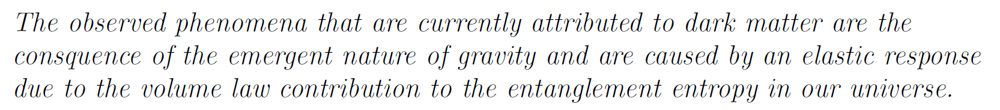 The observed phenomena that are currently attributed to dark matter are the
consquence of the emergent nature of gravity and are caused by an elastic response
due to the volume law contribution to the entanglement entropy in our universe.